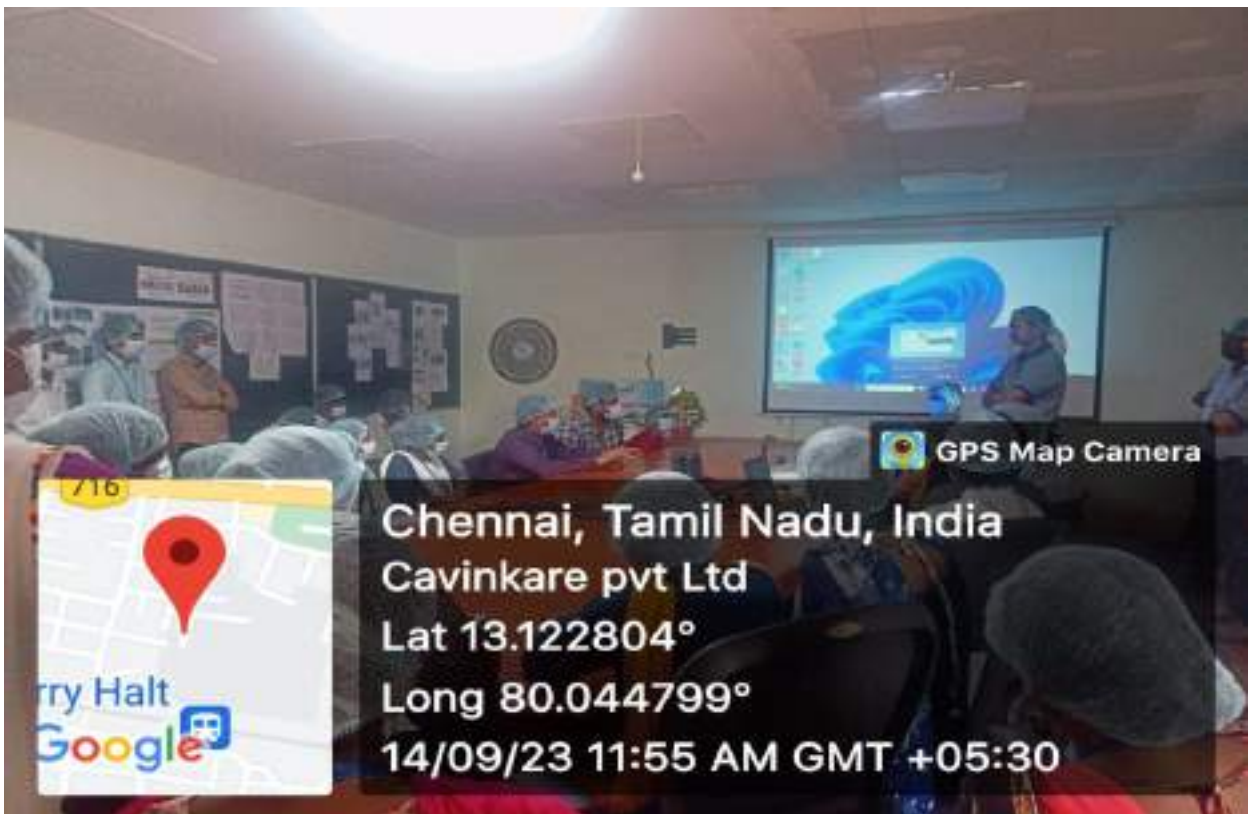 GPS Map Camera
716
rry Halt
Google
Chennai, Tamil Nadu, India
Cavinkare pvt Ltd
Lat 13.122804°
Long 80.044799°
14/09/23 11:55 AM GMT +05:30